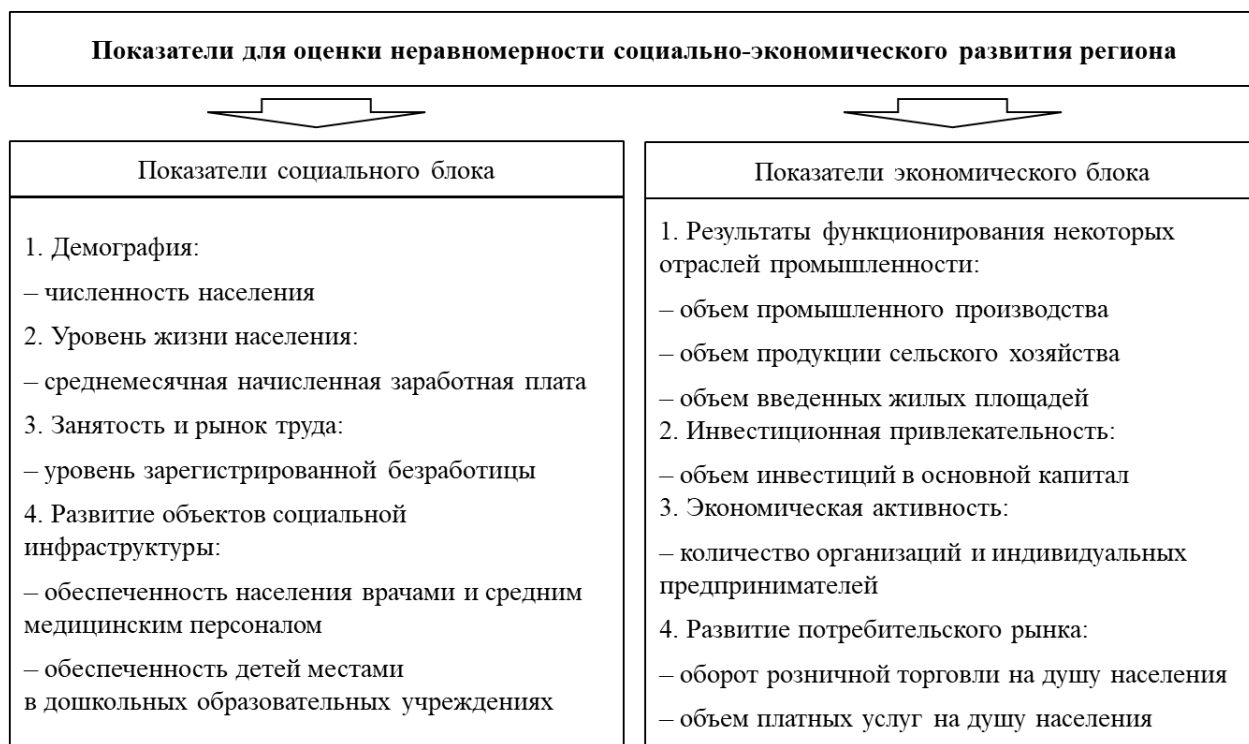 Показатели для оценки неравномерности социально-экономического развития региона
Показатели социального блока
1. Демография:
– численность населения
2. Уровень жизни населения:
– среднемесячная начисленная заработная плата
3. Занятость и рынок труда:
– уровень зарегистрированной безработицы
4. Развитие объектов социальной
инфраструктуры:
– обеспеченность населения врачами и средним
медицинским персоналом
– обеспеченность детей местами
в дошкольных образовательных учреждениях
Показатели экономического блока
1. Результаты функционирования некоторых
отраслей промышленности:
– объем промышленного производства
– объем продукции сельского хозяйства
– объем введенных жилых площадей
2. Инвестиционная привлекательность:
– объем инвестиций в основной капитал
3. Экономическая активность:
– количество организаций и индивидуальных
предпринимателей
4. Развитие потребительского рынка:
– оборот розничной торговли на душу населения
– объем платных услуг на душу населения